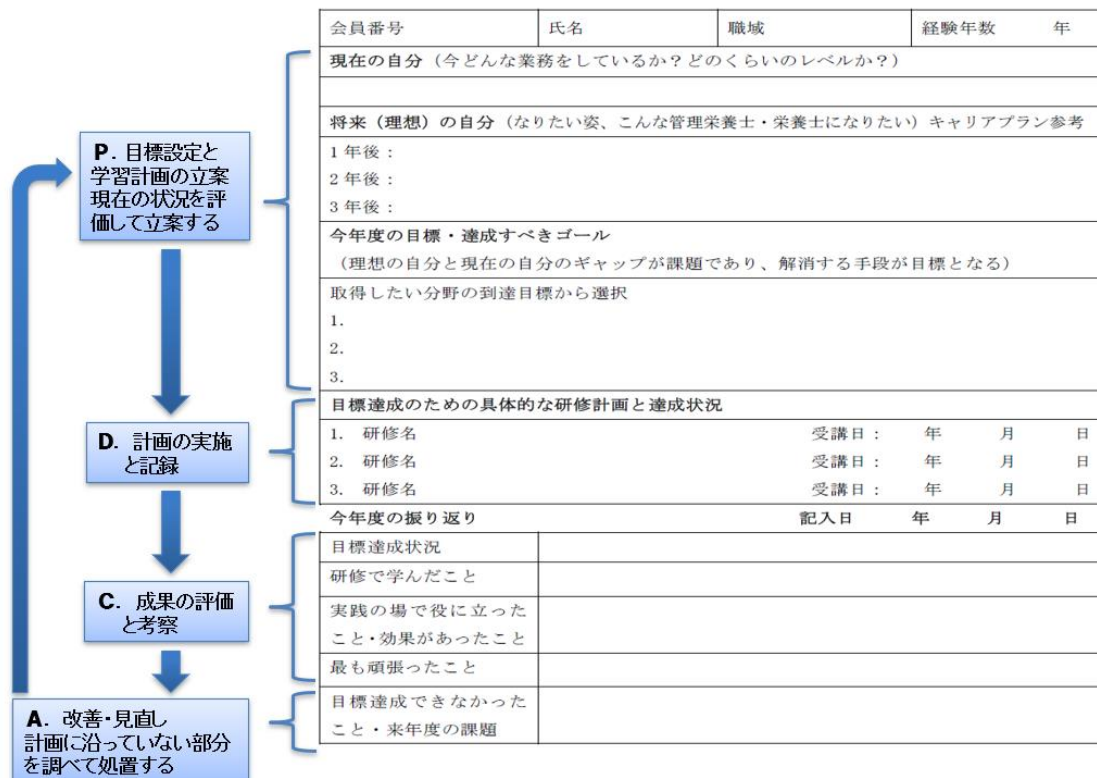 P. 目標設定と
学習計画の立案
現在の状況を評
価して立案する
D. 計画の実施
と記録
C. 成果の評価
と考察
A. 改善・見直し
計画に沿っていない部分
を調べて処置する
会員番号 氏名 職域 経験年数 年
現在の自分（今どんな業務をしているか？どのくらいのレベルか？）
将来（理想）の自分（なりたい姿、こんな管理栄養士・栄養士になりたい）キャリアプラン参考
1年後：
2年後：
3年後：
今年度の目標・達成すべきゴール
（理想の自分と現在の自分のギャップが課題であり、解消する手段が目標となる）
取得したい分野の到達目標から選択
1.
2.
3.
目標達成のための具体的な研修計画と達成状況
1. 研修名 受講日： 年 月 日
2. 研修名 受講日： 年 月 日
3. 研修名 受講日： 年 月 日
今年度の振り返り 記入日 年 月 日
目標達成状況
研修で学んだこと
実践の場で役に立った
こと・効果があったこと
最も頑張ったこと
目標達成できなかった
こと・来年度の課題